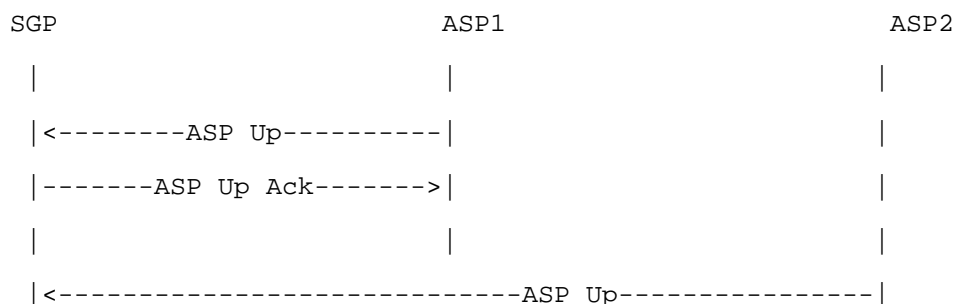 SGP ASP1 ASP2
| | |
|<--------ASP Up----------| |
|-------ASP Up Ack------->| |
| | |
|<-----------------------------ASP Up----------------|